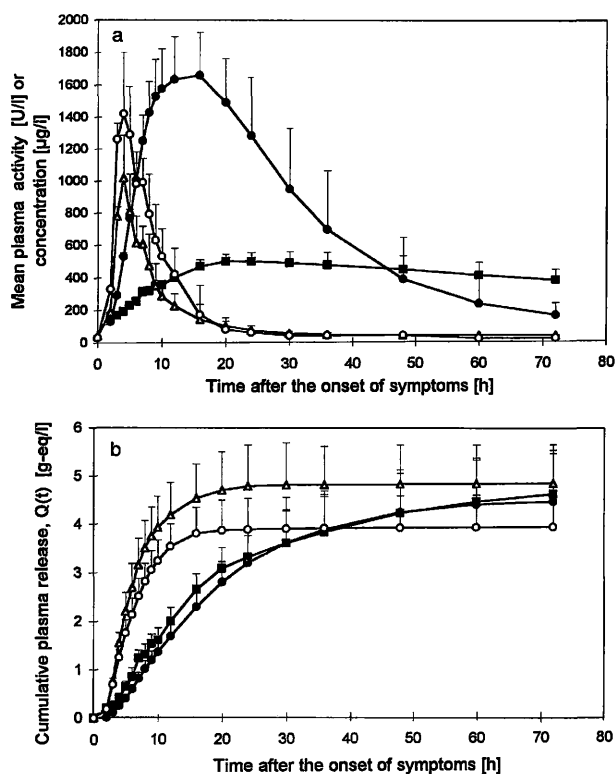 a
2000
1800
1600
1400
1200
1000
800
600
400
200
0
Mean plasma activity [U/l] or
concentration [µg/l]
0 10 20 30 40 50 60 70 80
Time after the onset of symptoms [h]
b
6
5
4
3
2
1
0
Cumulative plasma release, Q(t) [g-eq/l]
0 10 20 30 40 50 60 70 80
Time after the onset of symptoms [h]